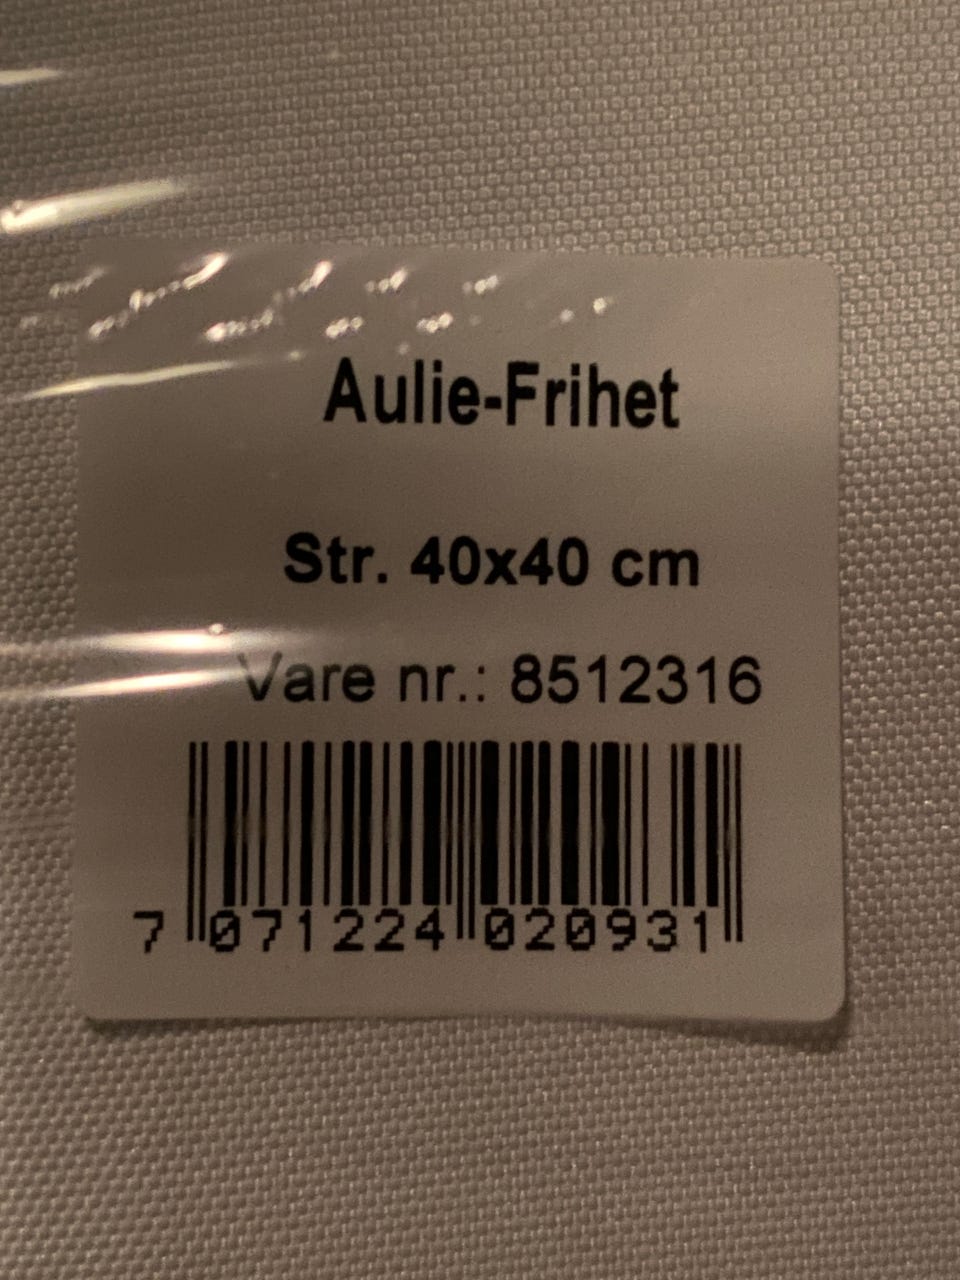 Aulie-Frihet
Str. 40x40 cm
Vare nr.: 8512316
7 071224 020931